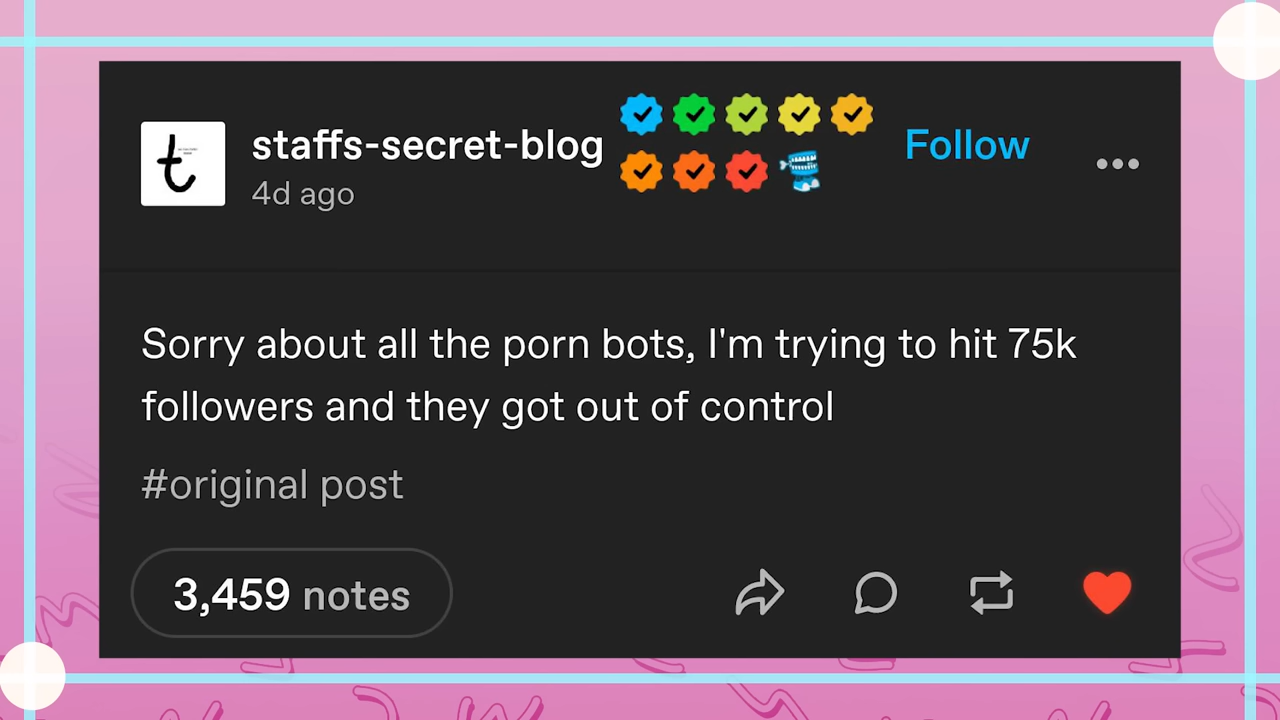 staffs-secret-blog
Follow
4d ago
Sorry about all the porn bots, I'm trying to hit 75k
followers and they got out of control
#original post
3,459 notes